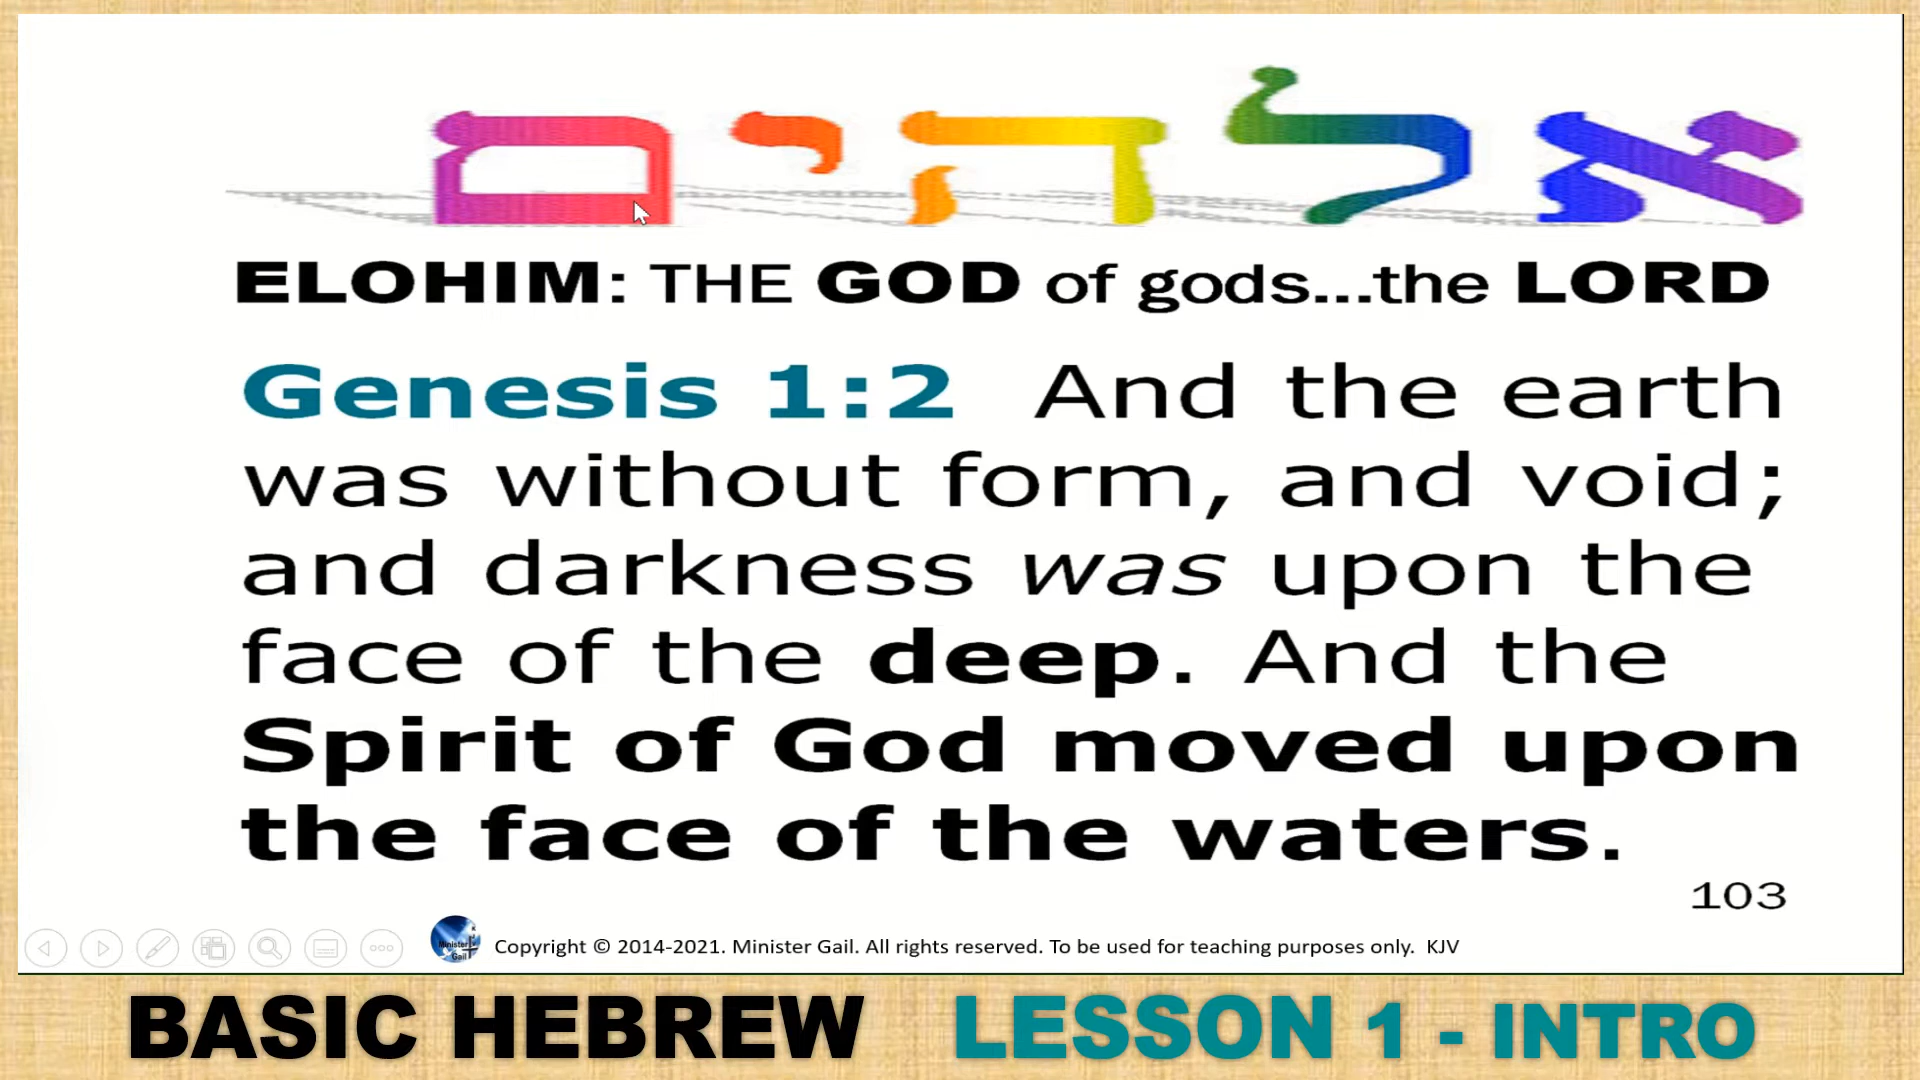 אלהים
ELOHIM: THE GOD of gods...the LORD
Genesis 1:2 And the earth
was without form, and void;
and darkness was upon the
face of the deep. And the
Spirit of God moved upon
the face of the waters.
103
Minister Gail
Copyright © 2014-2021. Minister Gail. All rights reserved. To be used for teaching purposes only. KJV
BASIC HEBREW LESSON 1 - INTRO